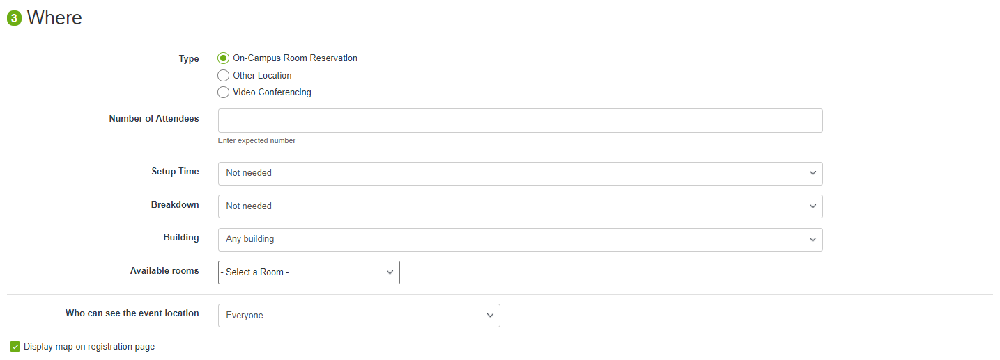 3 Where
Type
On-Campus Room Reservation
Other Location
Video Conferencing
Number of Attendees
Enter expected number
Setup Time Not needed
Breakdown Not needed
Building Any building
Available rooms - Select a Room -
Who can see the event location Everyone
Display map on registration page